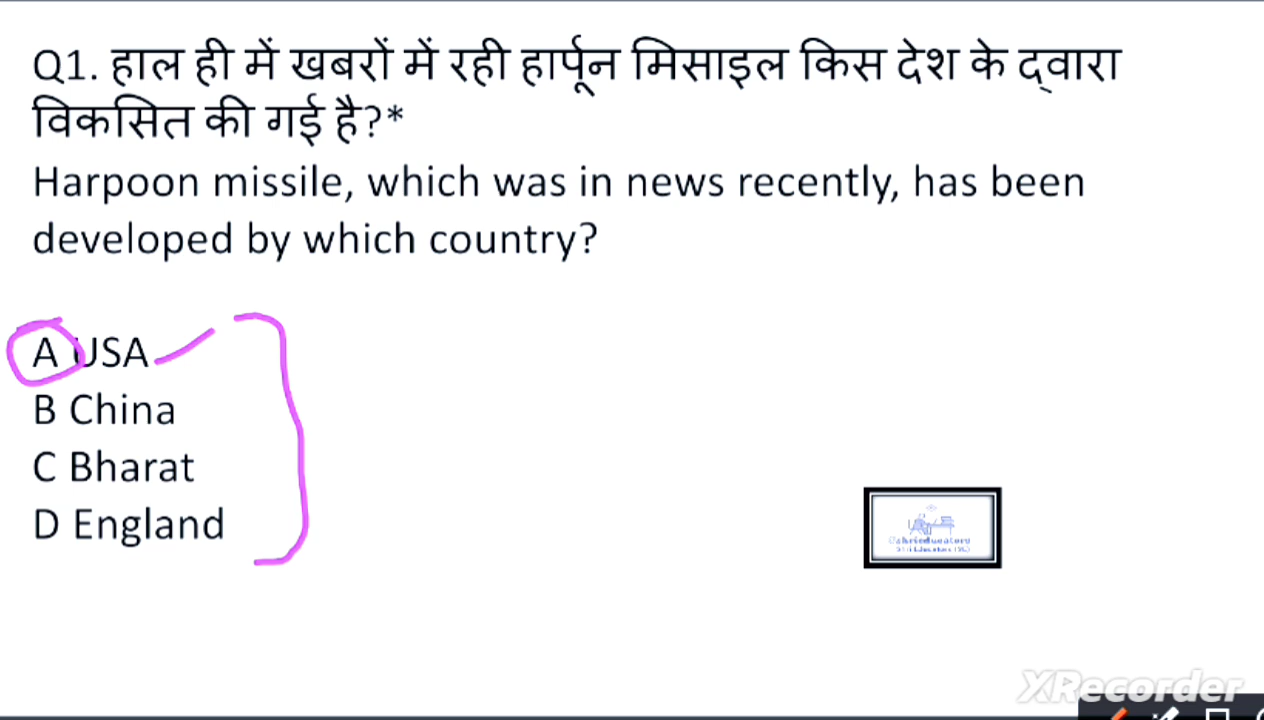 Q1. हाल ही में खबरों में रही हार्पून मिसाइल किस देश के द्वारा
विकसित की गई है?*
Harpoon missile, which was in news recently, has been
developed by which country?
A USA
B China
C Bharat
D England
XRecorder